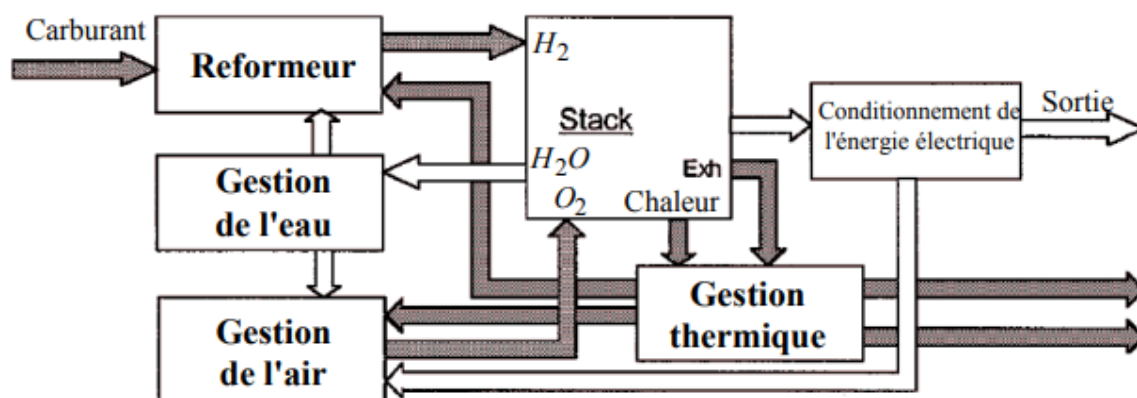 Carburant
Reformeur
H₂
Stack
Conditionnement de
l'énergie électrique
Sortie
Gestion
de l'eau
H₂O
Exh
O₂
Chaleur
Gestion
thermique
Gestion
de l'air